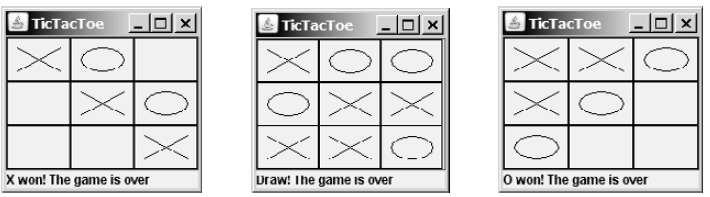 TicTacToe
X won! The game is over
TicTacToe
Draw! The game is over
TicTacToe
O won! The game is over